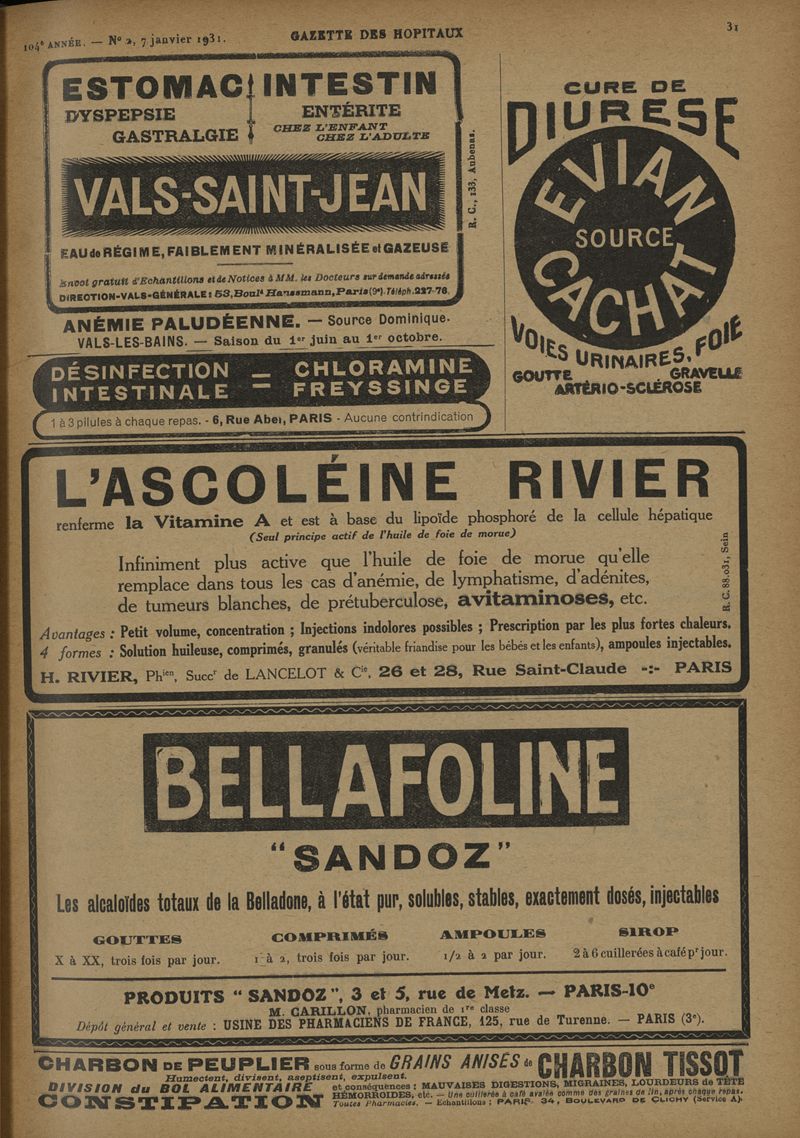 104e ANNÉE. — No 2, 7 janvier 1931.
GAZETTE DES HOPITAUX
31
ESTOMAC INTESTIN
DYSPEPSIE
GASTRALGIE
ENTÉRITE
CHEZ L'ENFANT
CHEZ L'ADULTE
VALS-SAINT-JEAN
EAU de RÉGIME, FAIBLEMENT MINÉRALISÉE et GAZEUSE
Envoi gratuit d'Echantillons et de Notices à MM. les Docteurs sur demande adressée
DIRECTION-VALS-GÉNÉRALE: 53, Boult Haussmann, Paris (9e). Téléph. 227-76.
R. C., 133, Aubenas.
ANÉMIE PALUDÉENNE. — Source Dominique.
VALS-LES-BAINS. — Saison du 1er juin au 1er octobre.
DÉSINFECTION — CHLORAMINE
INTESTINALE — FREYSSINGE
1 à 3 pilules à chaque repas. - 6, Rue Abel, PARIS - Aucune contrindication
CURE DE
DIURESE
EVIAN
SOURCE
CACHAT
VOIES URINAIRES, FOIE
GOUTTE
GRAVELLE
ARTÉRIO-SCLÉROSE
L'ASCOLÉINE RIVIER
renferme la Vitamine A et est à base du lipoïde phosphoré de la cellule hépatique
(Seul principe actif de l'huile de foie de morue)
Infiniment plus active que l'huile de foie de morue qu'elle
remplace dans tous les cas d'anémie, de lymphatisme, d'adénites,
de tumeurs blanches, de prétuberculose, avitaminoses, etc.
R. C. 88.031, Sein
Avantages : Petit volume, concentration ; Injections indolores possibles ; Prescription par les plus fortes chaleurs.
4 formes : Solution huileuse, comprimés, granulés (véritable friandise pour les bébés et les enfants), ampoules injectables.
H. RIVIER, Phien, Succr de LANCELOT & Cie, 26 et 28, Rue Saint-Claude -:- PARIS
BELLAFOLINE
"SANDOZ"
Les alcaloïdes totaux de la Belladone, à l'état pur, solubles, stables, exactement dosés, injectables
GOUTTES COMPRIMÉS AMPOULES SIROP
X à XX, trois fois par jour. 1 à 2, trois fois par jour. 1/2 à 2 par jour. 2 à 6 cuillerées à café pr jour.
PRODUITS "SANDOZ", 3 et 5, rue de Metz. — PARIS-10e
M. CARILLON, pharmacien de 1re classe
Dépôt général et vente : USINE DES PHARMACIENS DE FRANCE, 125, rue de Turenne. — PARIS (3e).
CHARBON DE PEUPLIER sous forme de GRAINS ANISÉS de CHARBON TISSOT
Humectent, divisent, aseptisent, expulsent.
DIVISION du BOL ALIMENTAIRE et conséquences : MAUVAISES DIGESTIONS, MIGRAINES, LOURDEURS de TÊTE
CONSTIPATION HÉMORROIDES, etc. — Une cuillerée à café avalée comme des graines de lin, après chaque repas.
Toutes Pharmacies. — Echantillons : PARIS. 34, BOULEVARD DE CLICHY (Service A).